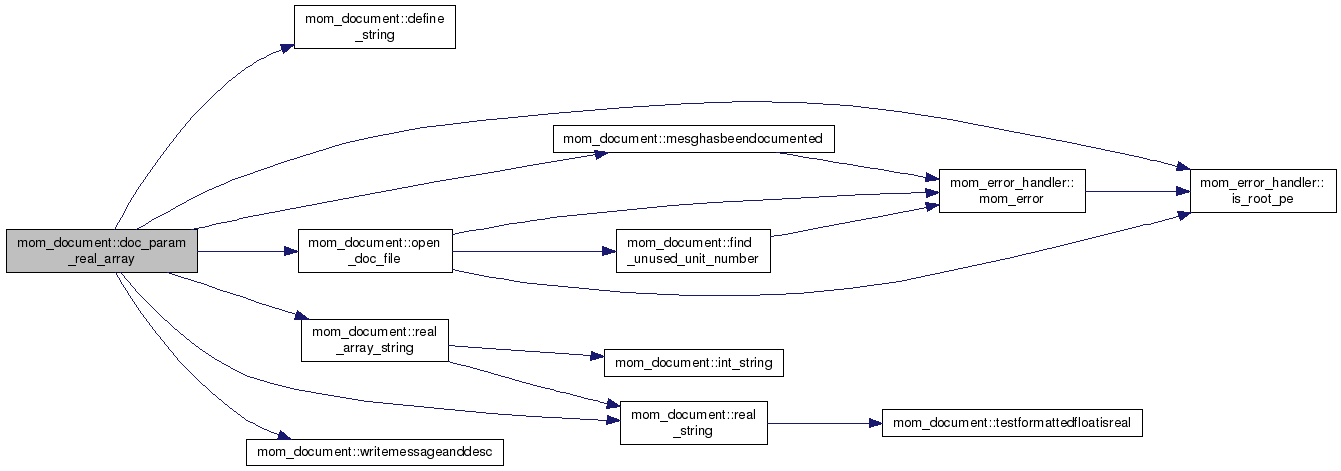 mom_document::define
_string
mom_document::mesghasbeendocumented
mom_error_handler::
mom_error
mom_error_handler::
is_root_pe
mom_document::doc_param
_real_array
mom_document::open
_doc_file
mom_document::find
_unused_unit_number
mom_document::real
_array_string
mom_document::int_string
mom_document::real
_string
mom_document::testformattedfloatisreal
mom_document::writemessageanddesc